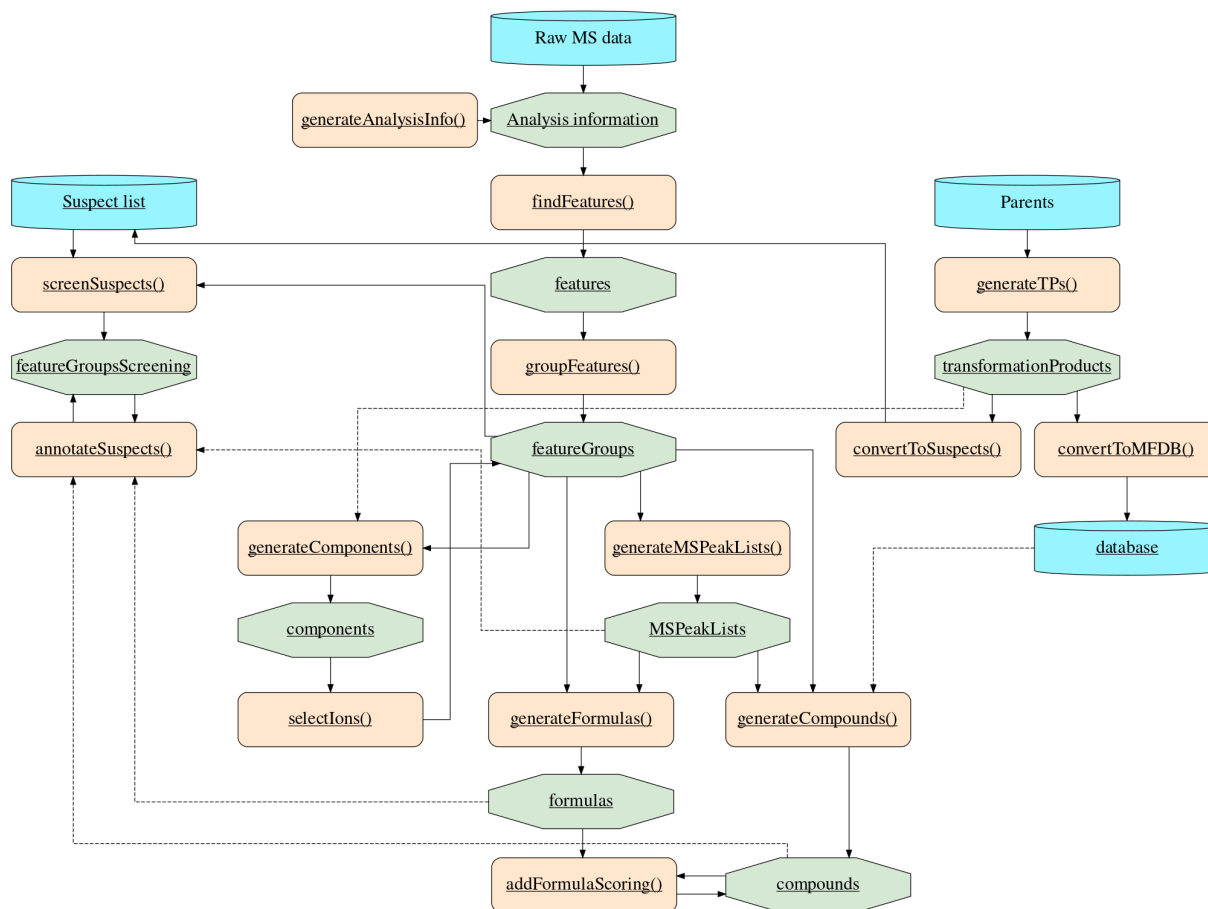 Raw MS data
generateAnalysisInfo()
Analysis information
Suspect list
findFeatures()
Parents
screenSuspects()
features
generateTPs()
featureGroupsScreening
groupFeatures()
transformationProducts
annotateSuspects()
featureGroups
convertToSuspects()
convertToMFDB()
generateComponents()
generateMSPeakLists()
database
components
MSPeakLists
selectIons()
generateFormulas()
generateCompounds()
formulas
addFormulaScoring()
compounds